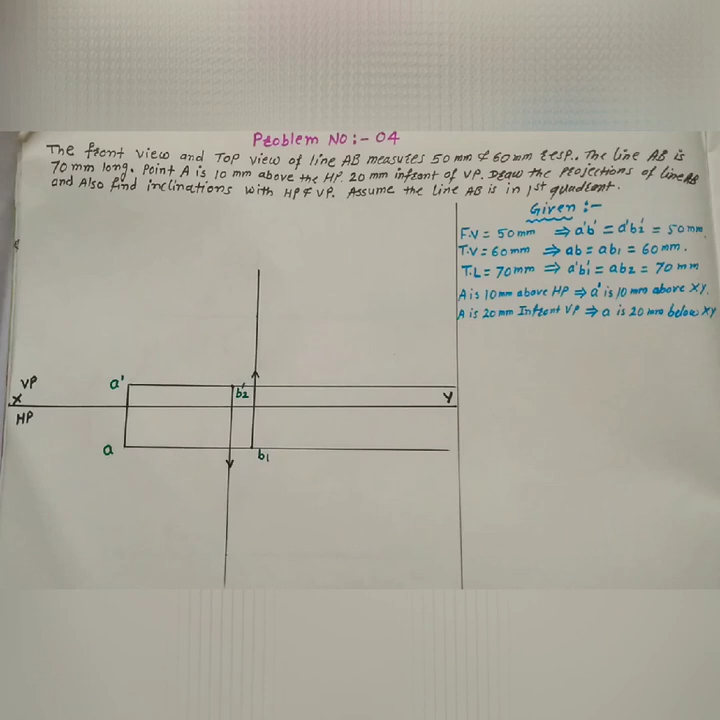 Problem NO:- 04
The front view and Top view of line AB measures 50 mm & 60 mm resp.. The line AB is
70 mm long. Point A is 10 mm above the HP. 20 mm infront of VP. Draw the projections of line AB
and Also find inclinations with HP & VP. Assume the line AB is in 1st quadrant.
Given :-
F.V = 50 mm ⇒ a'b' = a'b2' = 50 mm.
T.V = 60 mm ⇒ ab = ab1 = 60 mm.
T.L = 70 mm ⇒ a'b1' = ab2 = 70 mm
A is 10 mm above HP ⇒ a' is 10 mm above XY.
A is 20 mm Infront VP ⇒ a is 20 mm below XY
VP a' b2'
X Y
HP
a b1